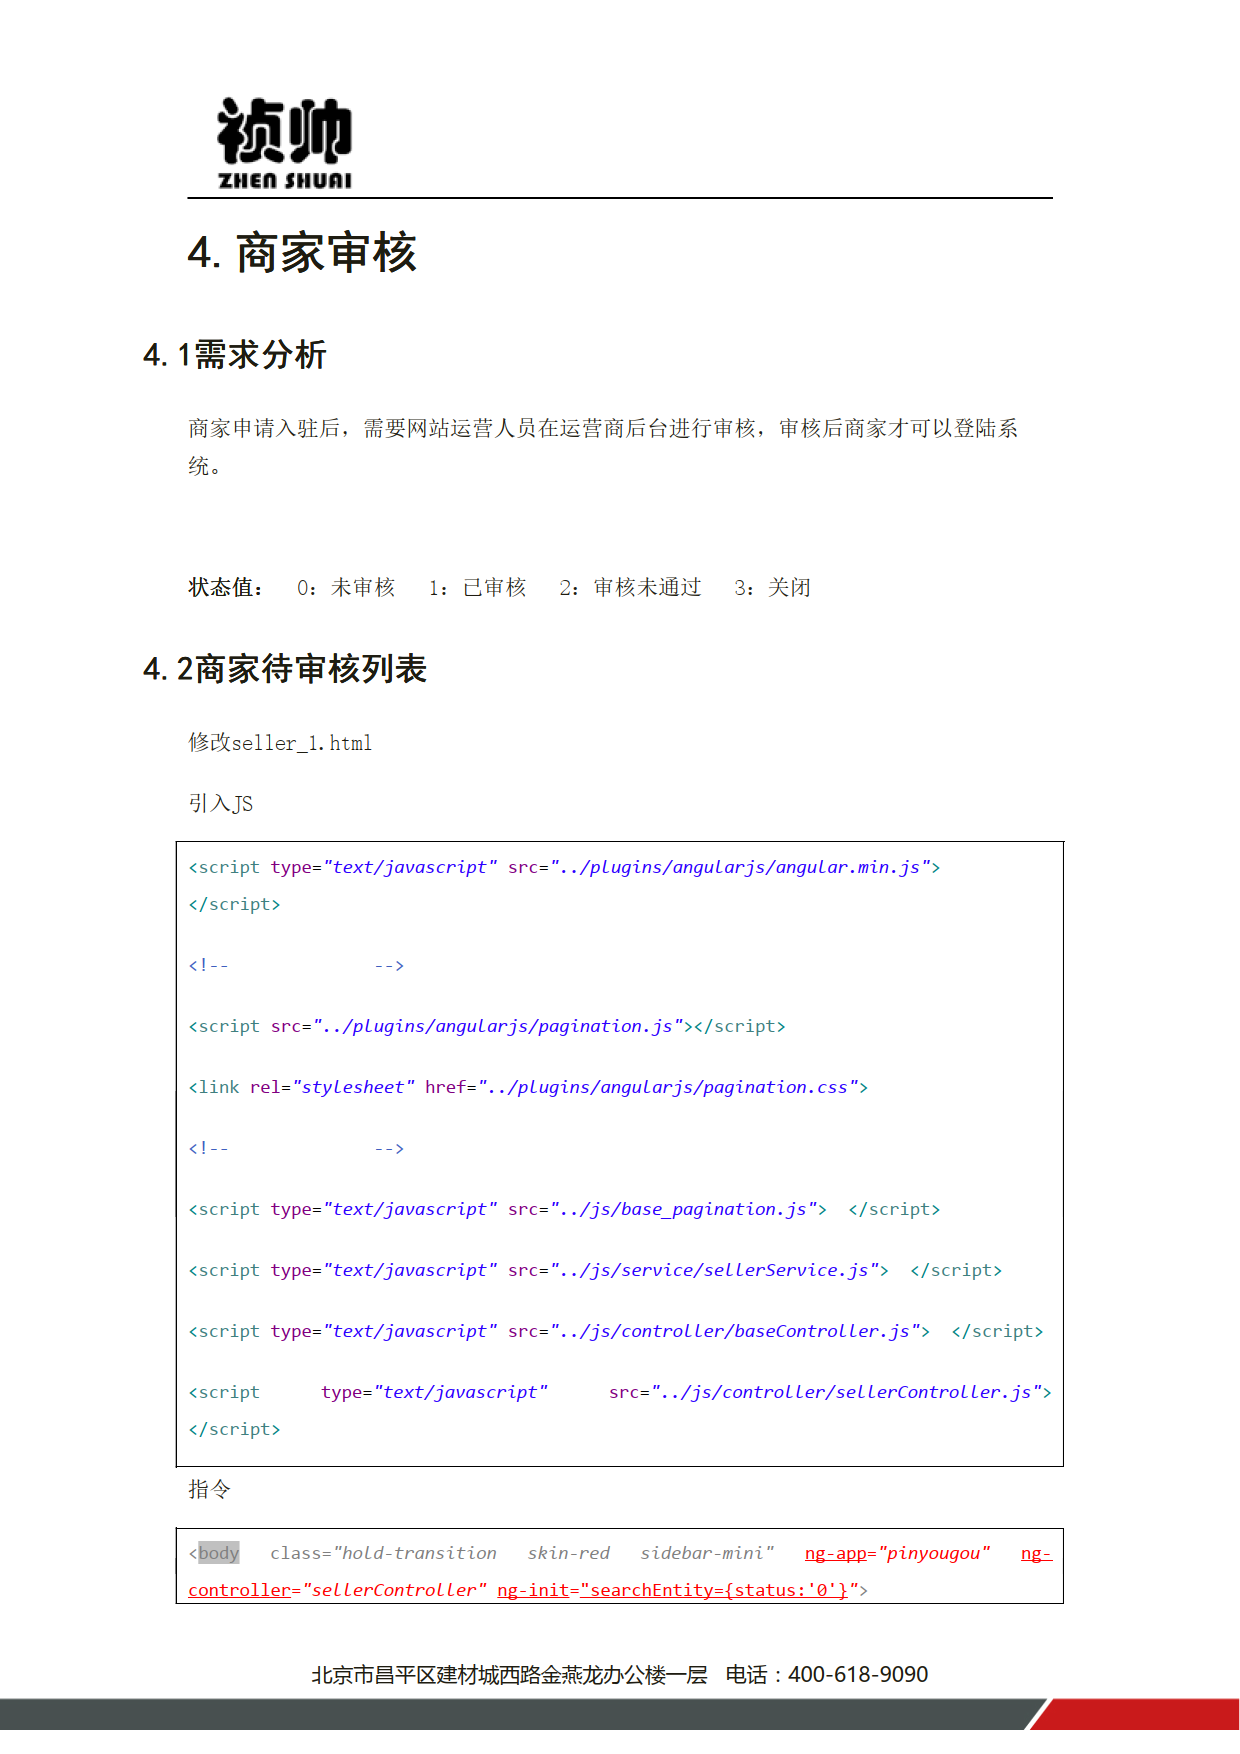 祯帅
ZHEN SHUAI
4. 商家审核
4.1需求分析
商家申请入驻后，需要网站运营人员在运营商后台进行审核，审核后商家才可以登陆系
统。
状态值： 0：未审核 1：已审核 2：审核未通过 3：关闭
4.2商家待审核列表
修改seller_1.html
引入JS
<script type="text/javascript" src="../plugins/angularjs/angular.min.js">
</script>
<!-- -->
<script src="../plugins/angularjs/pagination.js"></script>
<link rel="stylesheet" href="../plugins/angularjs/pagination.css">
<!-- -->
<script type="text/javascript" src="../js/base_pagination.js"> </script>
<script type="text/javascript" src="../js/service/sellerService.js"> </script>
<script type="text/javascript" src="../js/controller/baseController.js"> </script>
<script type="text/javascript" src="../js/controller/sellerController.js">
</script>
指令
<body class="hold-transition skin-red sidebar-mini" ng-app="pinyougou" ng-
controller="sellerController" ng-init="searchEntity={status:'0'}">
北京市昌平区建材城西路金燕龙办公楼一层 电话：400-618-9090